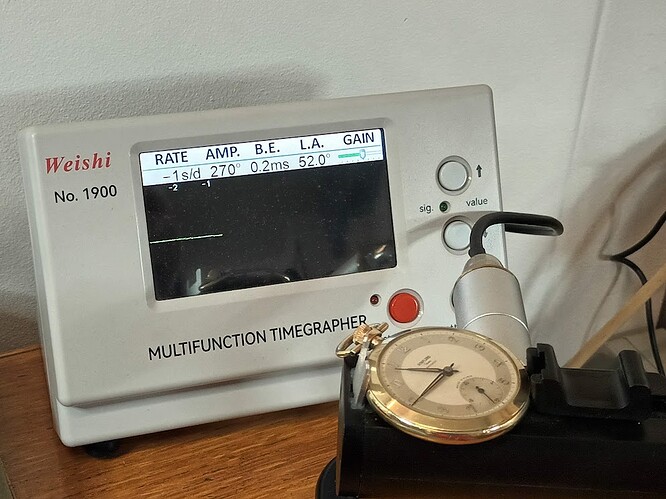 Weishi
No. 1900
RATE AMP. B.E. L.A. GAIN
−1s/d 270° 0.2ms 52.0°
-2 -1
sig. value
MULTIFUNCTION TIMEGRAPHER